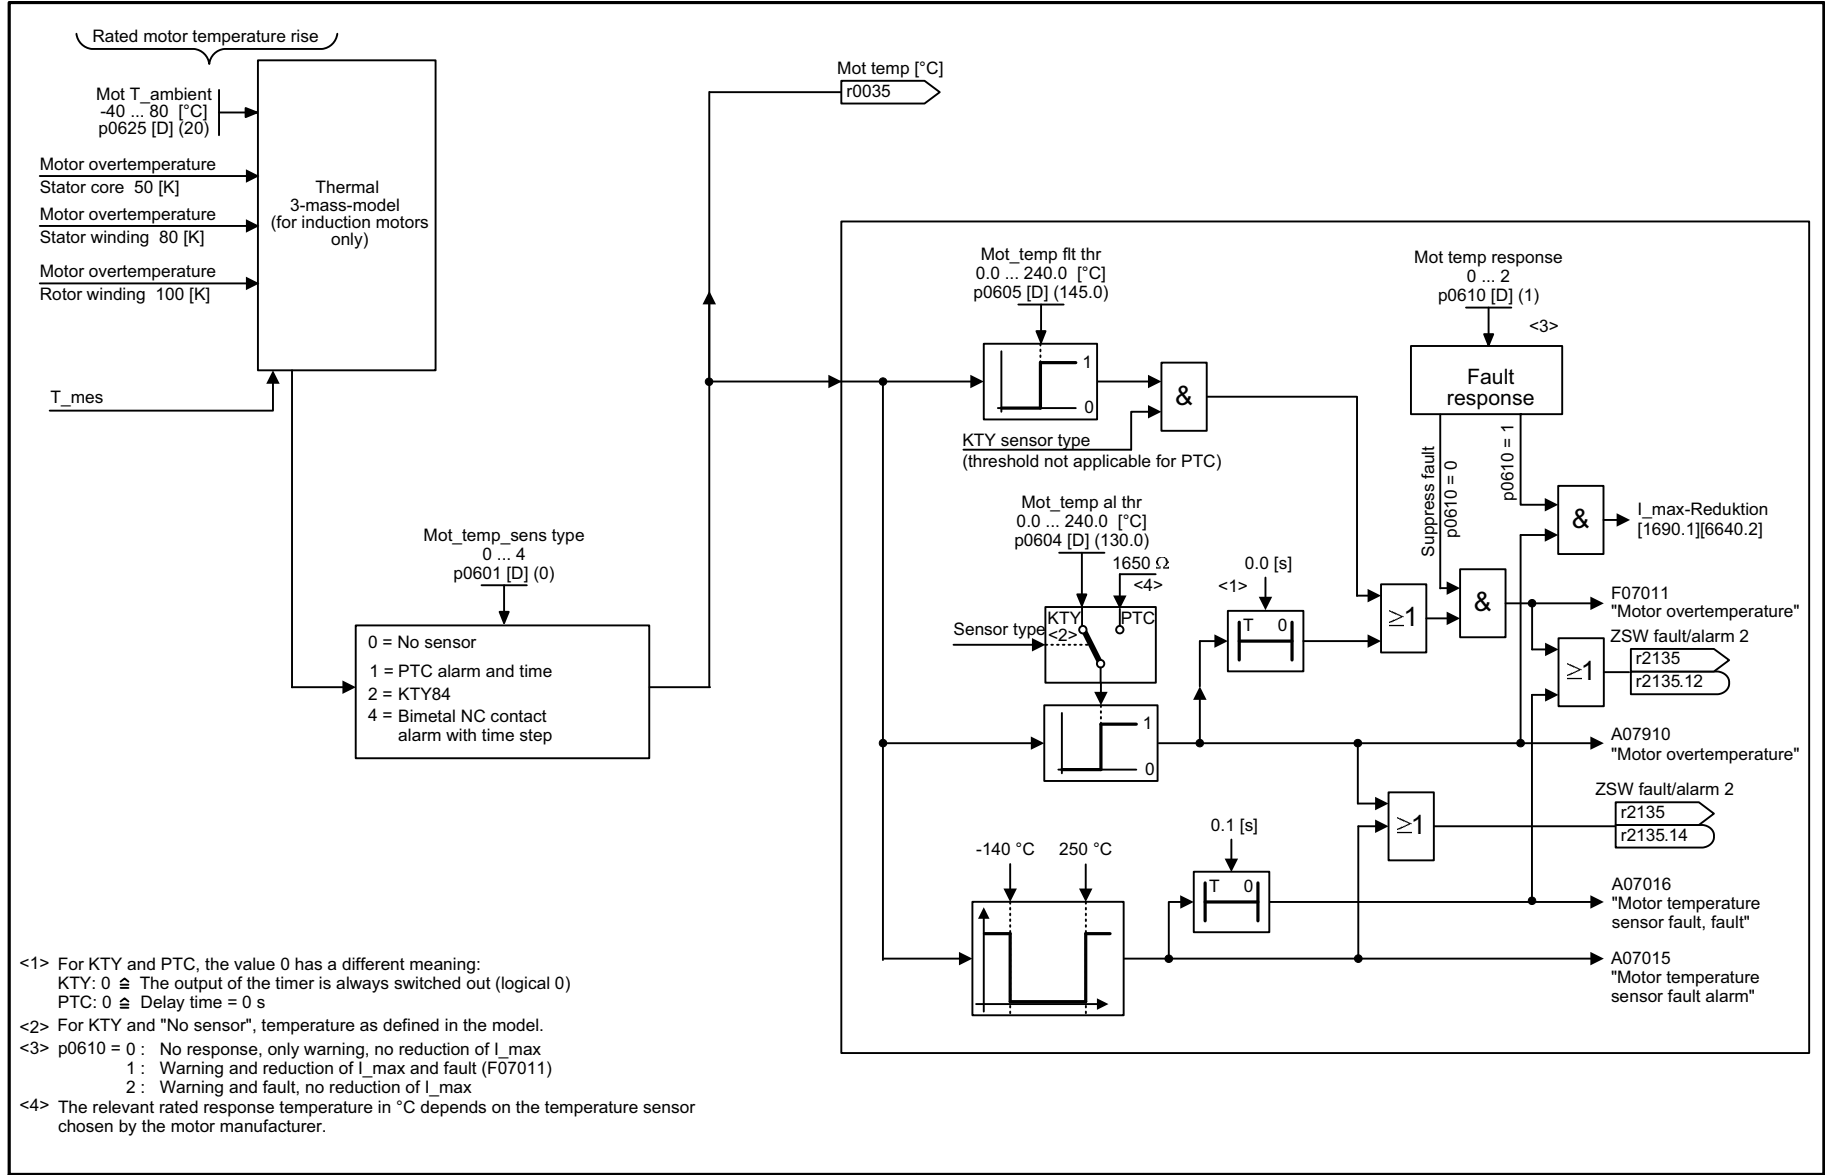 Rated motor temperature rise
Mot T_ambient
-40 ... 80 [°C]
p0625 [D] (20)
Motor overtemperature
Stator core 50 [K]
Motor overtemperature
Stator winding 80 [K]
Motor overtemperature
Rotor winding 100 [K]
T_mes
Thermal
3-mass-model
(for induction motors
only)
Mot_temp_sens type
0 ... 4
p0601 [D] (0)
0 = No sensor
1 = PTC alarm and time
2 = KTY84
4 = Bimetal NC contact
alarm with time step
Mot temp [°C]
r0035
Mot_temp flt thr
0.0 ... 240.0 [°C]
p0605 [D] (145.0)
1
0
&
KTY sensor type
(threshold not applicable for PTC)
Mot_temp al thr
0.0 ... 240.0 [°C]
p0604 [D] (130.0)
1650 Ω
<4>
KTY
PTC
<2>
Sensor type
1
0
0.0 [s]
<1>
T 0
≥1
Mot temp response
0 ... 2
p0610 [D] (1)
<3>
Fault
response
Suppress fault
p0610 = 0
p0610 = 1
&
&
I_max-Reduktion
[1690.1][6640.2]
F07011
"Motor overtemperature"
ZSW fault/alarm 2
≥1
r2135
r2135.12
A07910
"Motor overtemperature"
ZSW fault/alarm 2
≥1
r2135
r2135.14
0.1 [s]
T 0
-140 °C 250 °C
A07016
"Motor temperature
sensor fault, fault"
A07015
"Motor temperature
sensor fault alarm"
<1> For KTY and PTC, the value 0 has a different meaning:
KTY: 0 ≙ The output of the timer is always switched out (logical 0)
PTC: 0 ≙ Delay time = 0 s
<2> For KTY and "No sensor", temperature as defined in the model.
<3> p0610 = 0 : No response, only warning, no reduction of I_max
1 : Warning and reduction of I_max and fault (F07011)
2 : Warning and fault, no reduction of I_max
<4> The relevant rated response temperature in °C depends on the temperature sensor
chosen by the motor manufacturer.